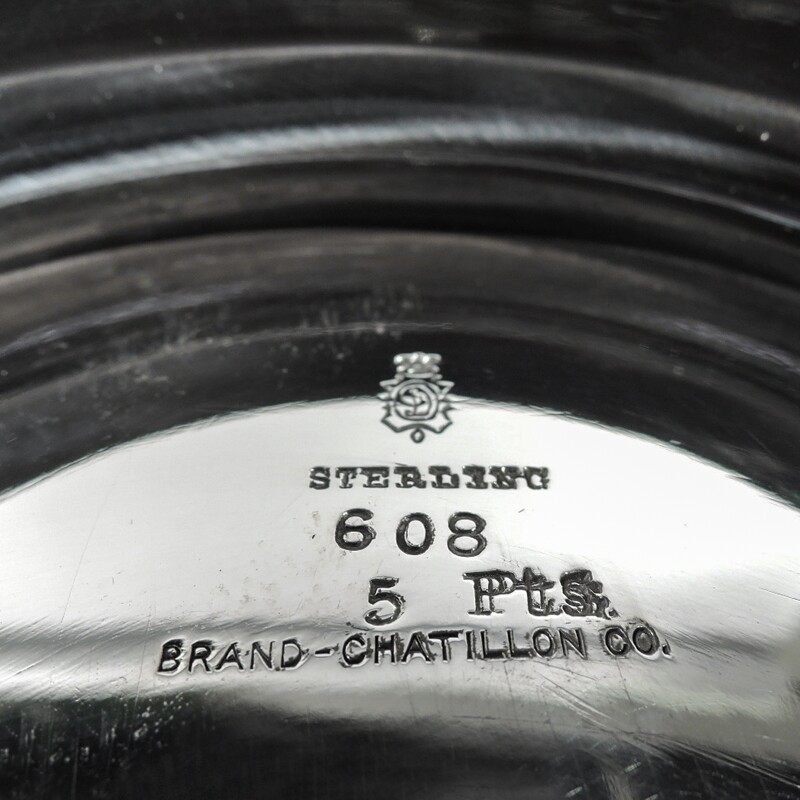 STERLING
608
5 Pts.
BRAND-CHATILLON CO.